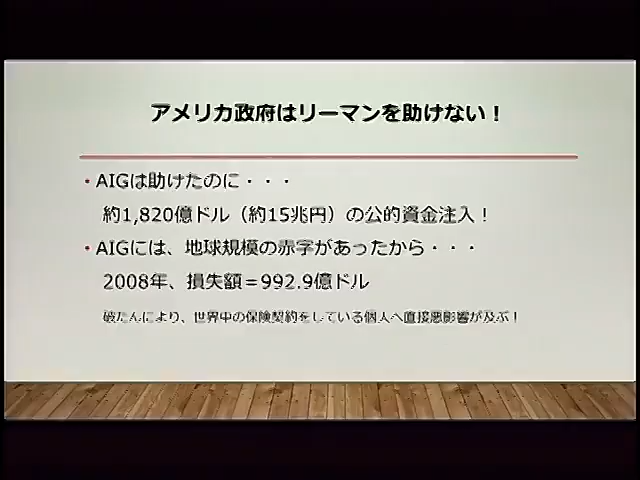 アメリカ政府はリーマンを助けない！
・AIGは助けたのに・・・
約1,820億ドル（約15兆円）の公的資金注入！
・AIGには、地球規模の赤字があったから・・・
2008年、損失額＝992.9億ドル
破たんにより、世界中の保険契約をしている個人へ直接悪影響が及ぶ！